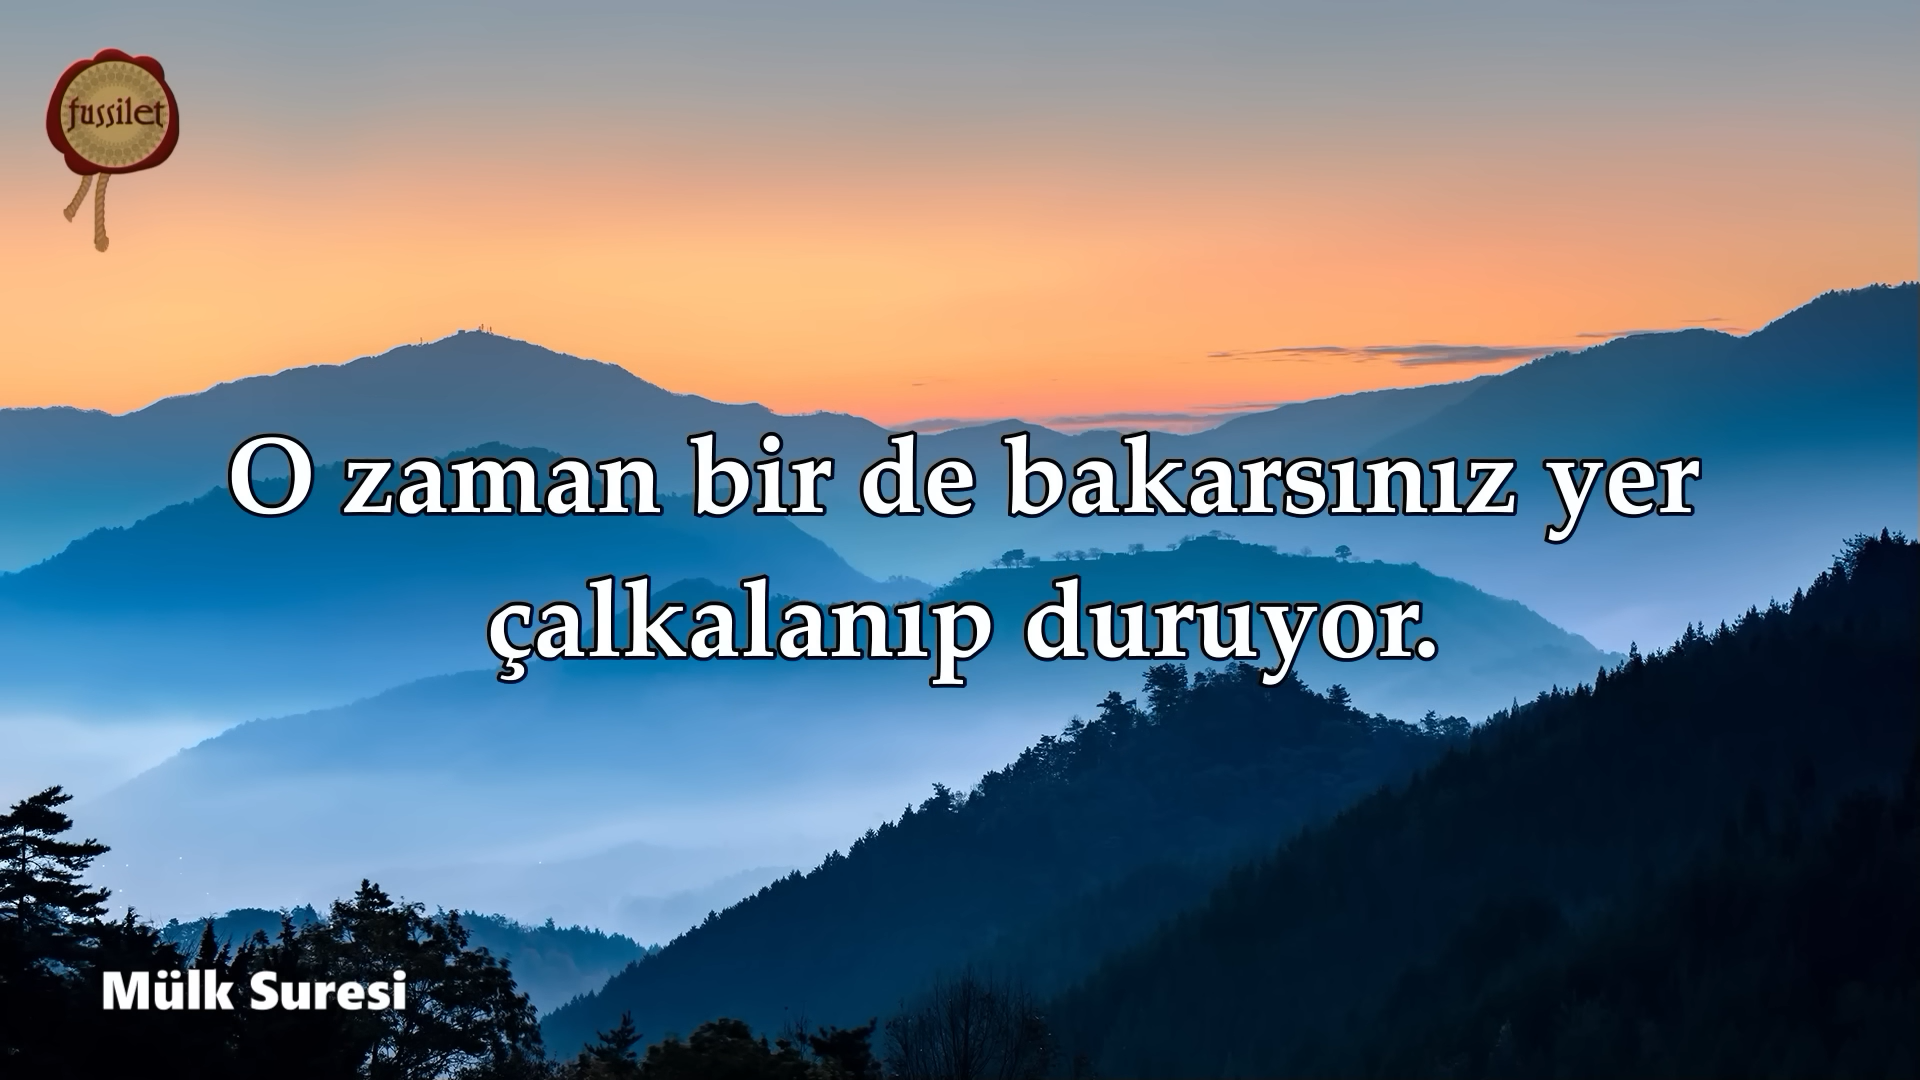 fussilet
O zaman bir de bakarsınız yer
çalkalanıp duruyor.
Mülk Suresi